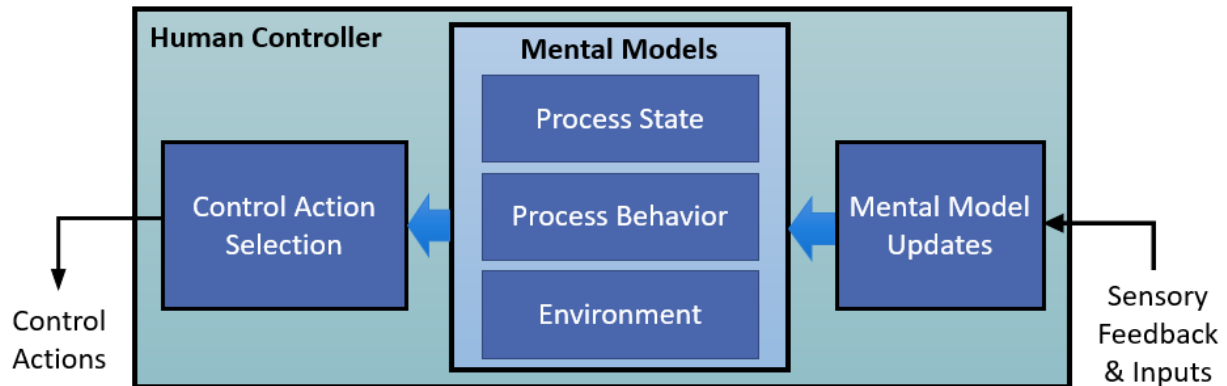 Human Controller
Mental Models
Process State
Process Behavior
Environment
Control Action
Selection
Mental Model
Updates
Control
Actions
Sensory
Feedback
& Inputs